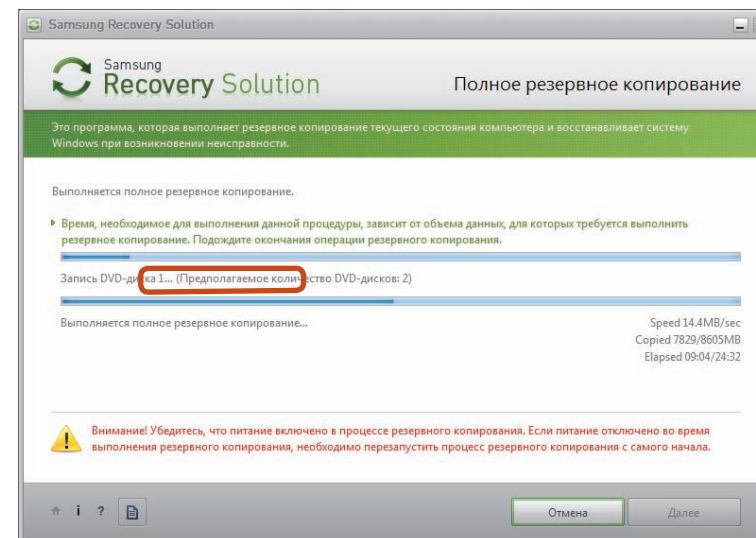 Samsung Recovery Solution
Samsung
Recovery Solution
Полное резервное копирование
Это программа, которая выполняет резервное копирование текущего состояния компьютера и восстанавливает систему
Windows при возникновении неисправности.
Выполняется полное резервное копирование.
Время, необходимое для выполнения данной процедуры, зависит от объема данных, для которых требуется выполнить
резервное копирование. Подождите окончания операции резервного копирования.
Запись DVD-диска 1... (Предполагаемое количество DVD-дисков: 2)
Выполняется полное резервное копирование...
Speed 14.4MB/sec
Copied 7829/8605MB
Elapsed 09:04/24:32
Внимание! Убедитесь, что питание включено в процессе резервного копирования. Если питание отключено во время
выполнения резервного копирования, необходимо перезапустить процесс резервного копирования с самого начала.
Отмена
Далее